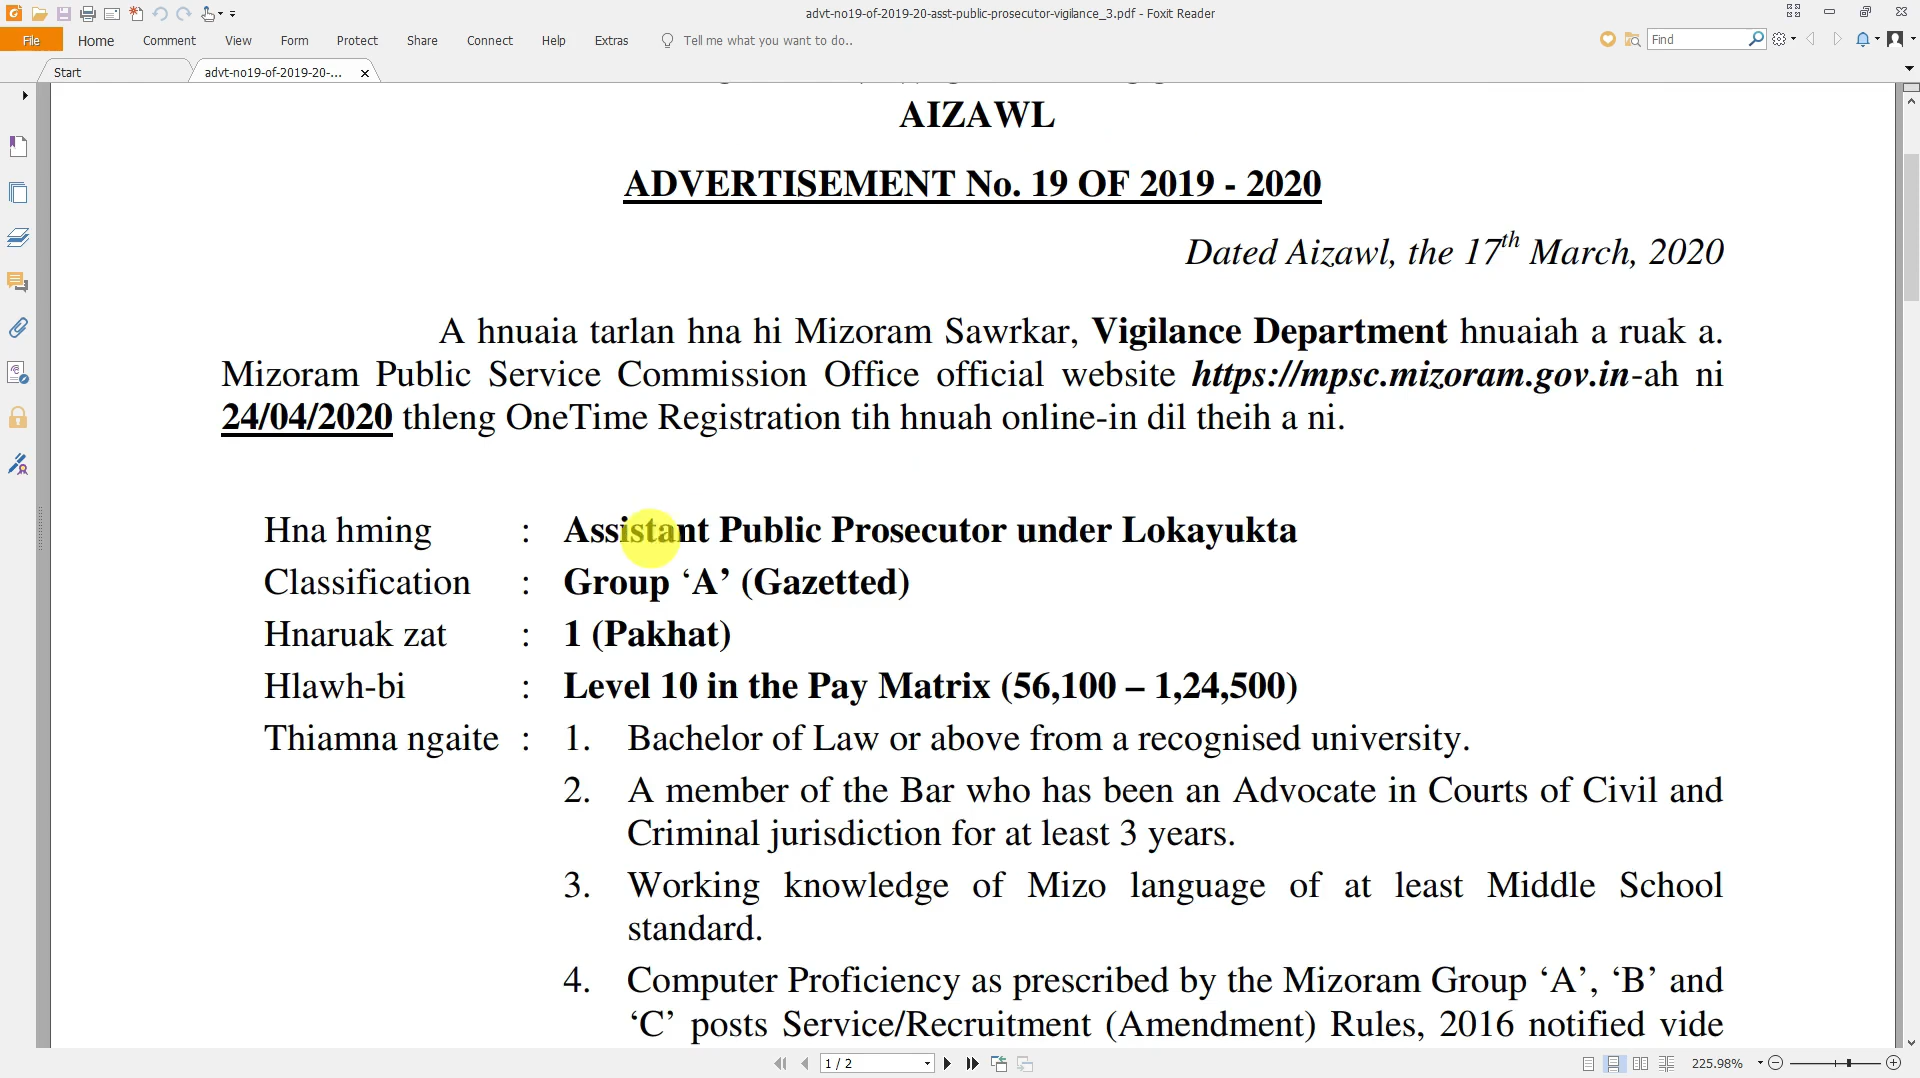 advt-no19-of-2019-20-asst-public-prosecutor-vigilance_3.pdf - Foxit Reader
File Home Comment View Form Protect Share Connect Help Extras Tell me what you want to do.. Find
Start advt-no19-of-2019-20-...
AIZAWL
ADVERTISEMENT No. 19 OF 2019 - 2020
Dated Aizawl, the 17th March, 2020
A hnuaia tarlan hna hi Mizoram Sawrkar, Vigilance Department hnuaiah a ruak a.
Mizoram Public Service Commission Office official website https://mpsc.mizoram.gov.in-ah ni
24/04/2020 thleng OneTime Registration tih hnuah online-in dil theih a ni.
Hna hming : Assistant Public Prosecutor under Lokayukta
Classification : Group ‘A’ (Gazetted)
Hnaruak zat : 1 (Pakhat)
Hlawh-bi : Level 10 in the Pay Matrix (56,100 – 1,24,500)
Thiamna ngaite : 1. Bachelor of Law or above from a recognised university.
2. A member of the Bar who has been an Advocate in Courts of Civil and
Criminal jurisdiction for at least 3 years.
3. Working knowledge of Mizo language of at least Middle School
standard.
4. Computer Proficiency as prescribed by the Mizoram Group ‘A’, ‘B’ and
‘C’ posts Service/Recruitment (Amendment) Rules, 2016 notified vide
1 / 2 225.98%